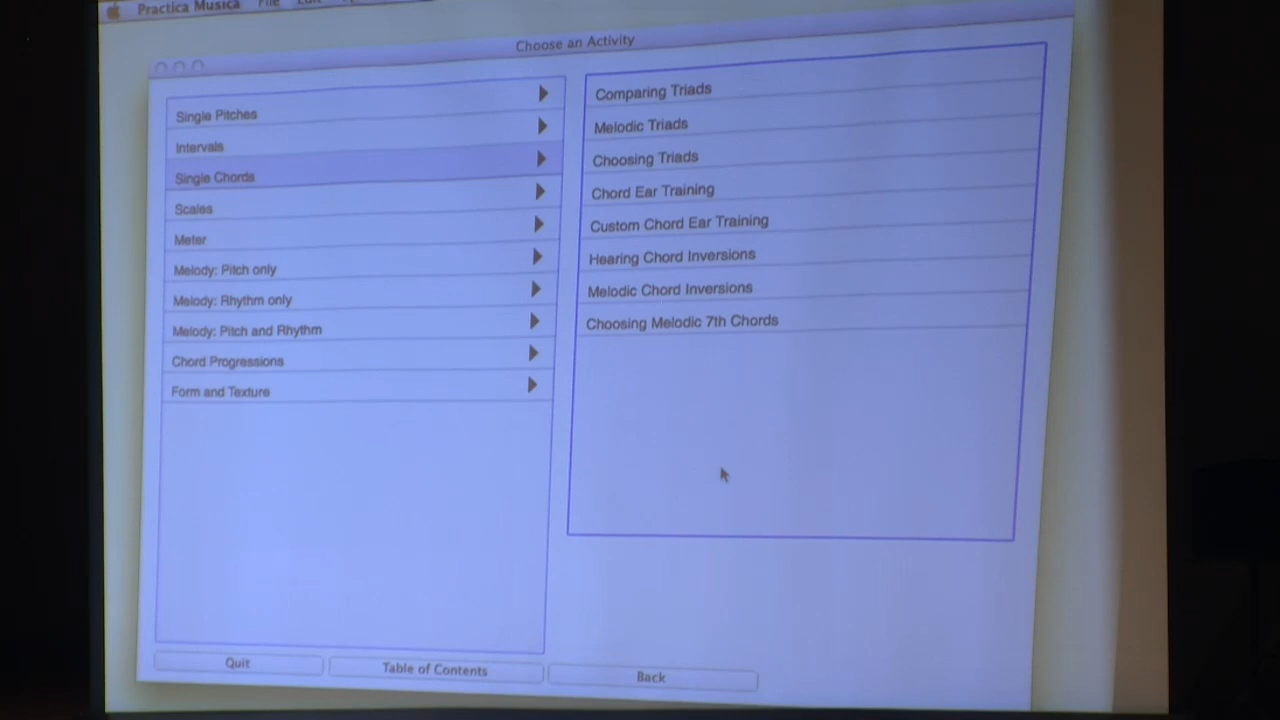 Practica Musica File Edit
Choose an Activity
Single Pitches
Intervals
Single Chords
Scales
Meter
Melody: Pitch only
Melody: Rhythm only
Melody: Pitch and Rhythm
Chord Progressions
Form and Texture
Comparing Triads
Melodic Triads
Choosing Triads
Chord Ear Training
Custom Chord Ear Training
Hearing Chord Inversions
Melodic Chord Inversions
Choosing Melodic 7th Chords
Quit
Table of Contents
Back